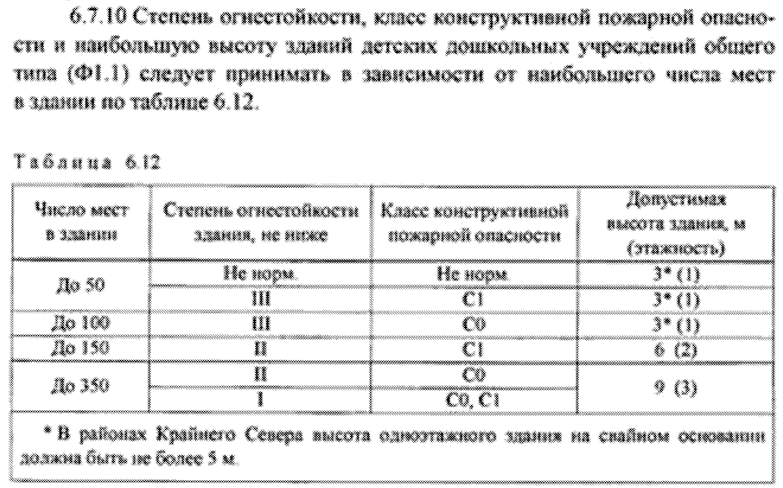 6.7.10 Степень огнестойкости, класс конструктивной пожарной опасно-
сти и наибольшую высоту зданий детских дошкольных учреждений общего
типа (Ф1.1) следует принимать в зависимости от наибольшего числа мест
в здании по таблице 6.12.
Таблица 6.12
Число мест
в здании
Степень огнестойкости
здания, не ниже
Класс конструктивной
пожарной опасности
Допустимая
высота здания, м
(этажность)
До 50
Не норм.
Не норм.
3* (1)
III
С1
3* (1)
До 100
III
С0
3* (1)
До 150
II
С1
6 (2)
До 350
II
С0
9 (3)
I
С0, С1
* В районах Крайнего Севера высота одноэтажного здания на свайном основании
должна быть не более 5 м.